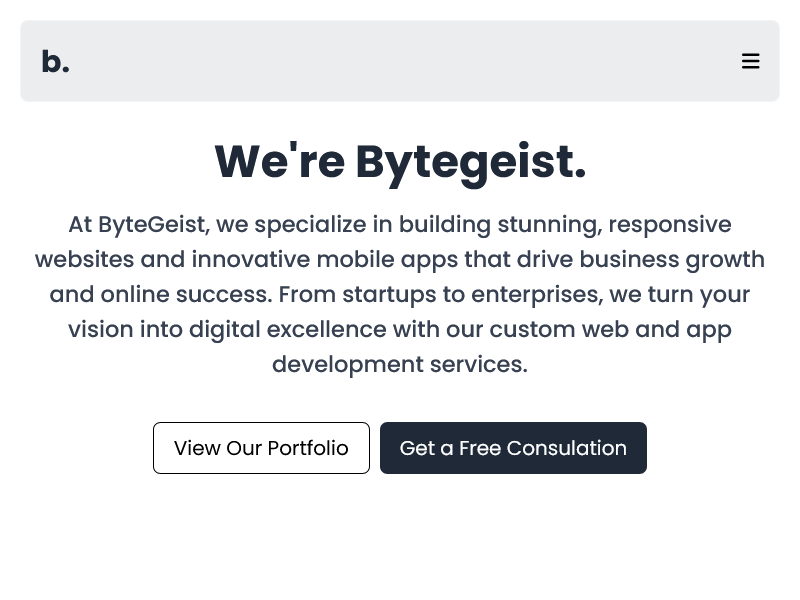 b.
We're Bytegeist.
At ByteGeist, we specialize in building stunning, responsive
websites and innovative mobile apps that drive business growth
and online success. From startups to enterprises, we turn your
vision into digital excellence with our custom web and app
development services.
View Our Portfolio
Get a Free Consulation